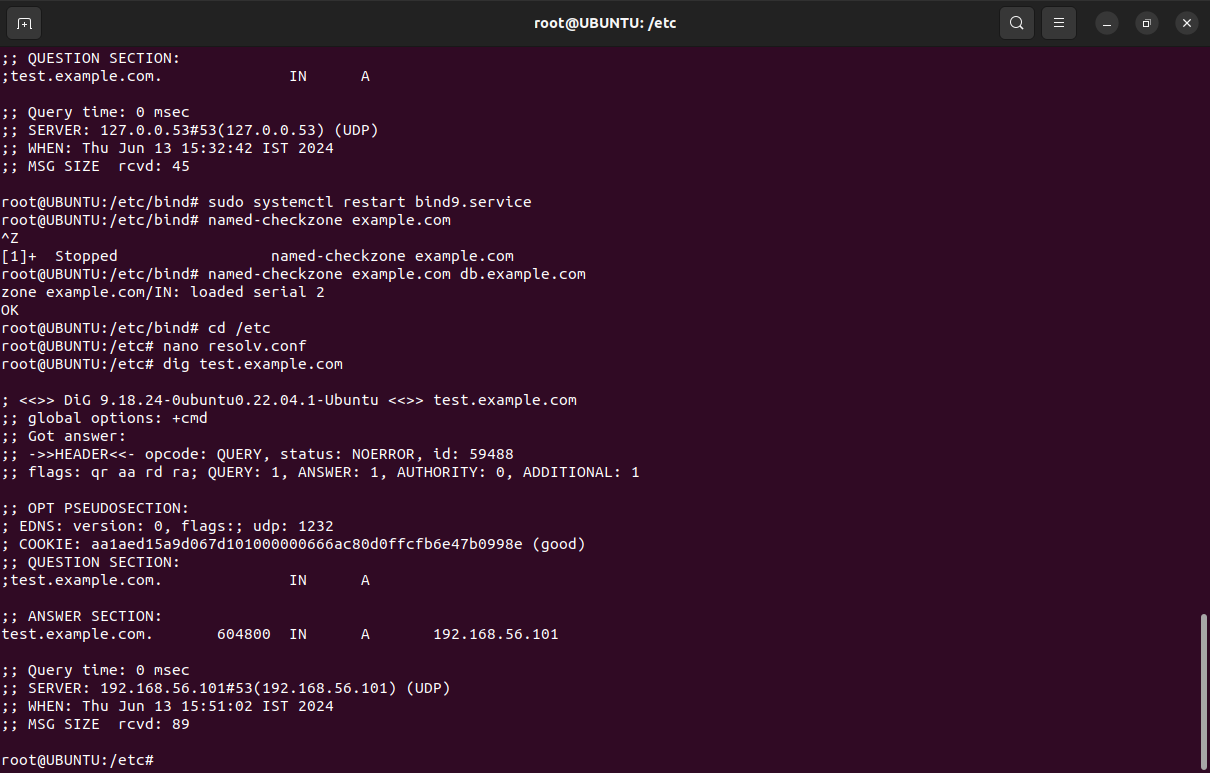 root@UBUNTU: /etc
;; QUESTION SECTION:
;test.example.com. IN A
;; Query time: 0 msec
;; SERVER: 127.0.0.53#53(127.0.0.53) (UDP)
;; WHEN: Thu Jun 13 15:32:42 IST 2024
;; MSG SIZE  rcvd: 45
root@UBUNTU:/etc/bind# sudo systemctl restart bind9.service
root@UBUNTU:/etc/bind# named-checkzone example.com
^Z
[1]+  Stopped                 named-checkzone example.com
root@UBUNTU:/etc/bind# named-checkzone example.com db.example.com
zone example.com/IN: loaded serial 2
OK
root@UBUNTU:/etc/bind# cd /etc
root@UBUNTU:/etc# nano resolv.conf
root@UBUNTU:/etc# dig test.example.com
; <<>> DiG 9.18.24-0ubuntu0.22.04.1-Ubuntu <<>> test.example.com
;; global options: +cmd
;; Got answer:
;; ->>HEADER<<- opcode: QUERY, status: NOERROR, id: 59488
;; flags: qr aa rd ra; QUERY: 1, ANSWER: 1, AUTHORITY: 0, ADDITIONAL: 1
;; OPT PSEUDOSECTION:
; EDNS: version: 0, flags:; udp: 1232
; COOKIE: aa1aed15a9d067d101000000666ac80d0ffcfb6e47b0998e (good)
;; QUESTION SECTION:
;test.example.com. IN A
;; ANSWER SECTION:
test.example.com. 604800 IN A 192.168.56.101
;; Query time: 0 msec
;; SERVER: 192.168.56.101#53(192.168.56.101) (UDP)
;; WHEN: Thu Jun 13 15:51:02 IST 2024
;; MSG SIZE  rcvd: 89
root@UBUNTU:/etc#